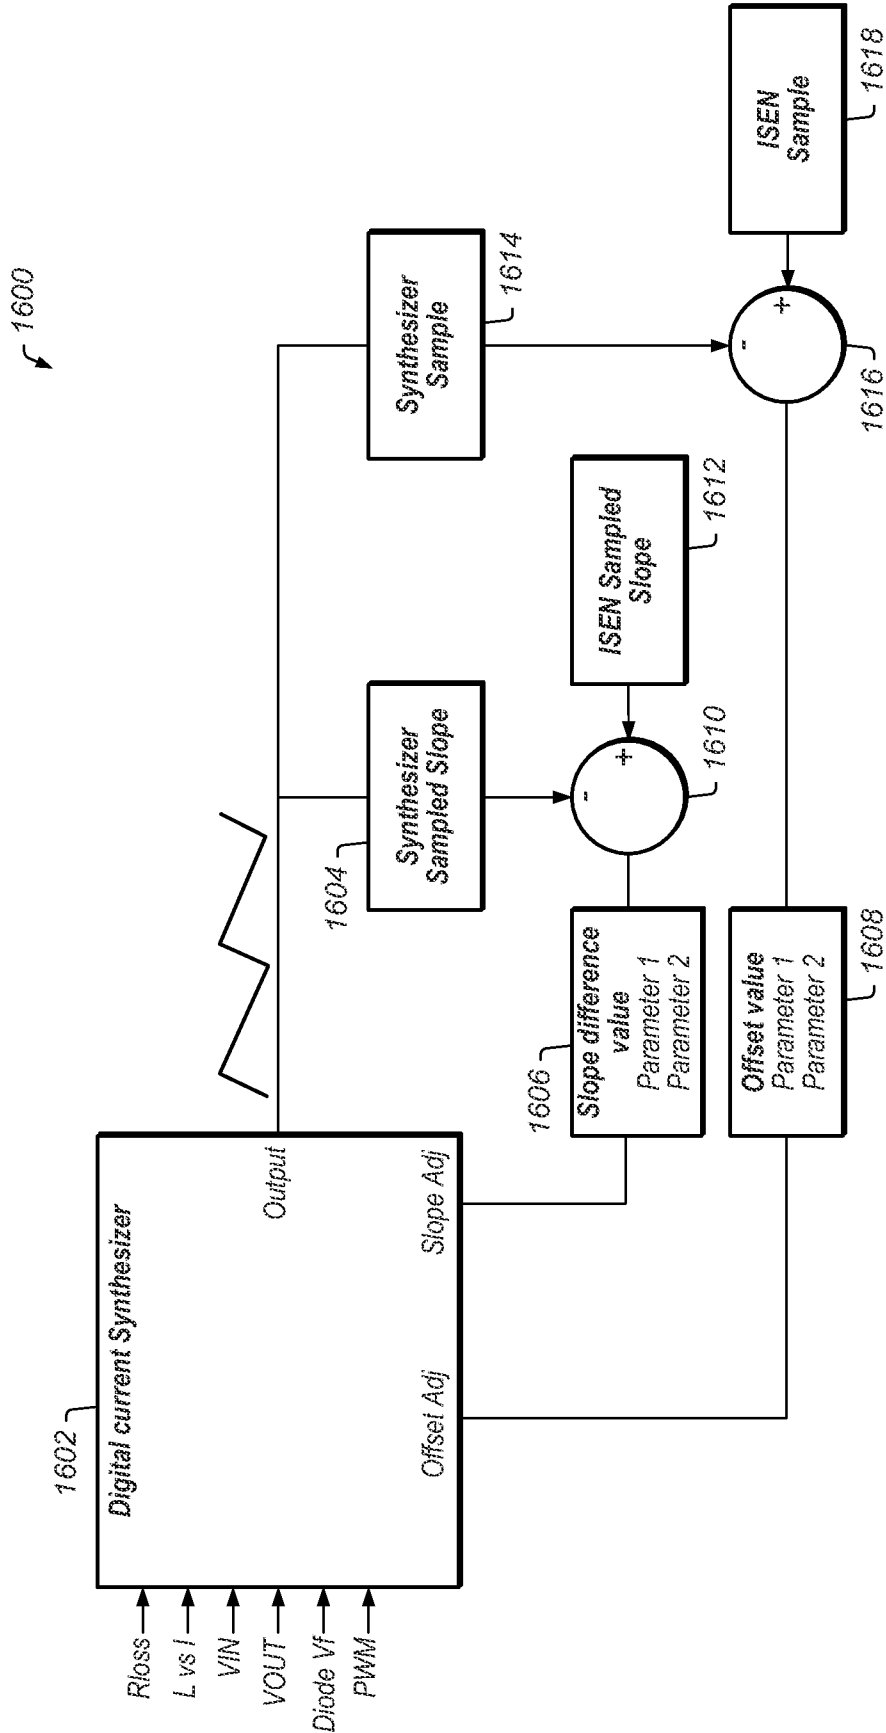 1600
1602
Digital current Synthesizer
Rloss
L vs I
VIN
VOUT
Diode Vf
PWM
Output
Offset Adj
Slope Adj
1604
Synthesizer
Sampled Slope
Synthesizer
Sample
1614
1606
Slope difference
value
Parameter 1
Parameter 2
-
+
1610
ISEN Sampled
Slope
1612
Offset value
Parameter 1
Parameter 2
1608
-
+
1616
ISEN
Sample
1618